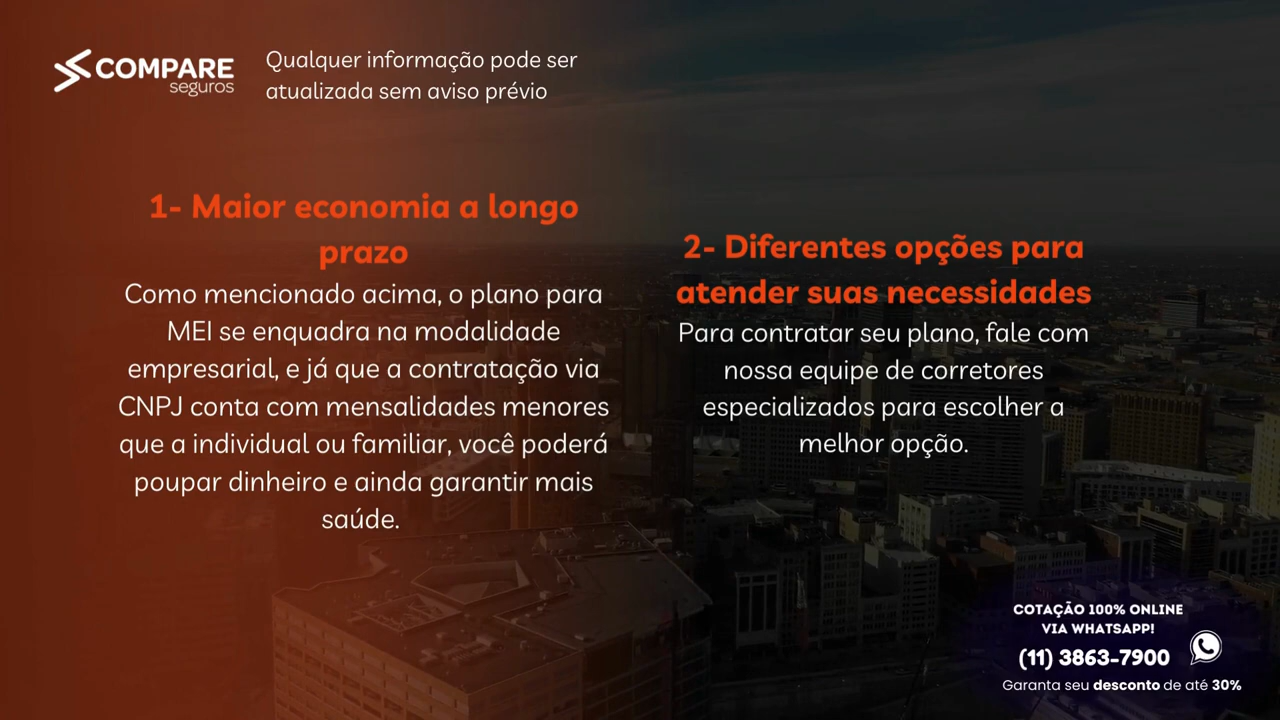 COMPARE
seguros
Qualquer informação pode ser
atualizada sem aviso prévio
1- Maior economia a longo
prazo
Como mencionado acima, o plano para
MEI se enquadra na modalidade
empresarial, e já que a contratação via
CNPJ conta com mensalidades menores
que a individual ou familiar, você poderá
poupar dinheiro e ainda garantir mais
saúde.
2- Diferentes opções para
atender suas necessidades
Para contratar seu plano, fale com
nossa equipe de corretores
especializados para escolher a
melhor opção.
COTAÇÃO 100% ONLINE
VIA WHATSAPP!
(11) 3863-7900
Garanta seu desconto de até 30%